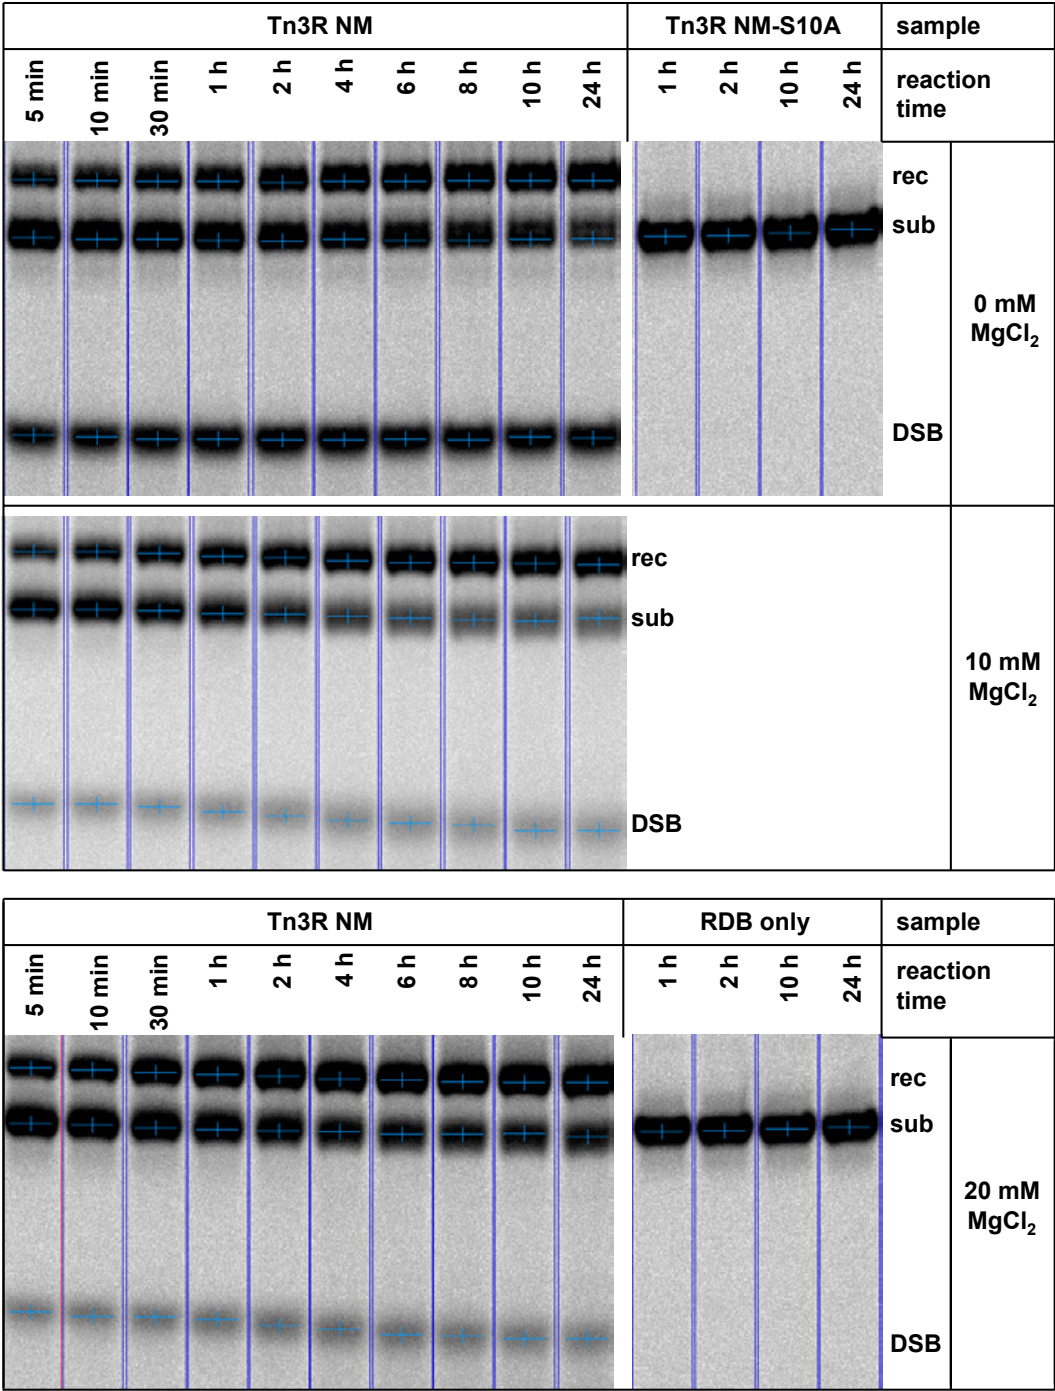 Tn3R NM
Tn3R NM-S10A
sample
5 min
10 min
30 min
1 h
2 h
4 h
6 h
8 h
10 h
24 h
1 h
2 h
10 h
24 h
reaction
time
rec
sub
DSB
0 mM
MgCl₂
rec
sub
DSB
10 mM
MgCl₂
Tn3R NM
RDB only
sample
5 min
10 min
30 min
1 h
2 h
4 h
6 h
8 h
10 h
24 h
1 h
2 h
10 h
24 h
reaction
time
rec
sub
DSB
20 mM
MgCl₂